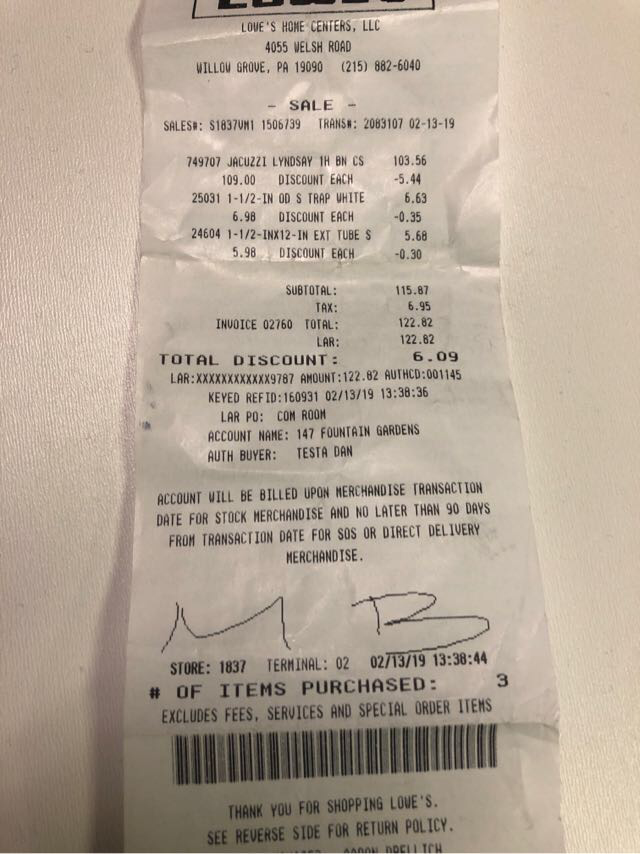 LOWE'S HOME CENTERS, LLC
4055 WELSH ROAD
WILLOW GROVE, PA 19090 (215) 882-6040
- SALE -
SALES#: S1837VM1 1506739 TRANS#: 2083107 02-13-19
749707 JACUZZI LYNDSAY 1H BN CS 103.56
109.00 DISCOUNT EACH -5.44
25031 1-1/2-IN OD S TRAP WHITE 6.63
6.98 DISCOUNT EACH -0.35
24604 1-1/2-INX12-IN EXT TUBE S 5.68
5.98 DISCOUNT EACH -0.30
SUBTOTAL: 115.87
TAX: 6.95
INVOICE 02760 TOTAL: 122.82
LAR: 122.82
TOTAL DISCOUNT: 6.09
LAR:XXXXXXXXXXXX9787 AMOUNT:122.82 AUTHCD:001145
KEYED REFID:160931 02/13/19 13:38:36
LAR PO: COM ROOM
ACCOUNT NAME: 147 FOUNTAIN GARDENS
AUTH BUYER: TESTA DAN
ACCOUNT WILL BE BILLED UPON MERCHANDISE TRANSACTION
DATE FOR STOCK MERCHANDISE AND NO LATER THAN 90 DAYS
FROM TRANSACTION DATE FOR SOS OR DIRECT DELIVERY
MERCHANDISE.
STORE: 1837 TERMINAL: 02 02/13/19 13:38:44
# OF ITEMS PURCHASED: 3
EXCLUDES FEES, SERVICES AND SPECIAL ORDER ITEMS
THANK YOU FOR SHOPPING LOWE'S.
SEE REVERSE SIDE FOR RETURN POLICY.